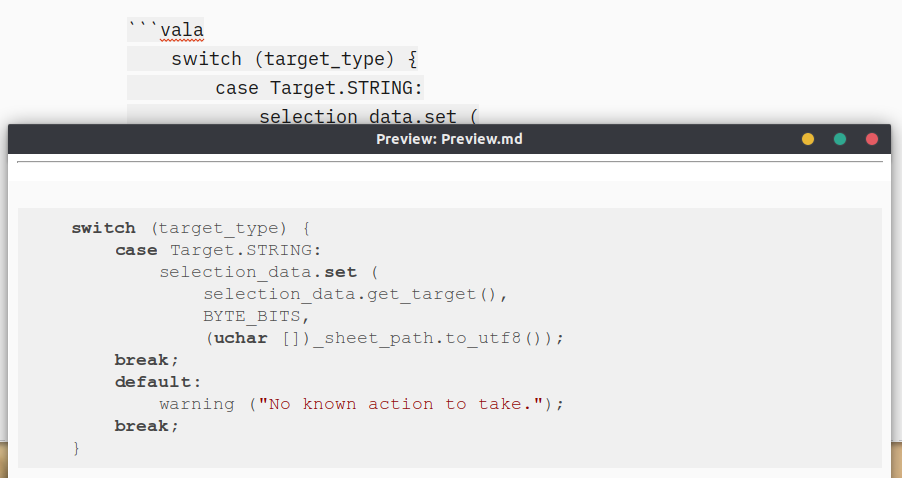 ```vala
switch (target_type) {
case Target.STRING:
selection_data.set (
Preview: Preview.md
switch (target_type) {
case Target.STRING:
selection_data.set (
selection_data.get_target(),
BYTE_BITS,
(uchar [])_sheet_path.to_utf8());
break;
default:
warning ("No known action to take.");
break;
}